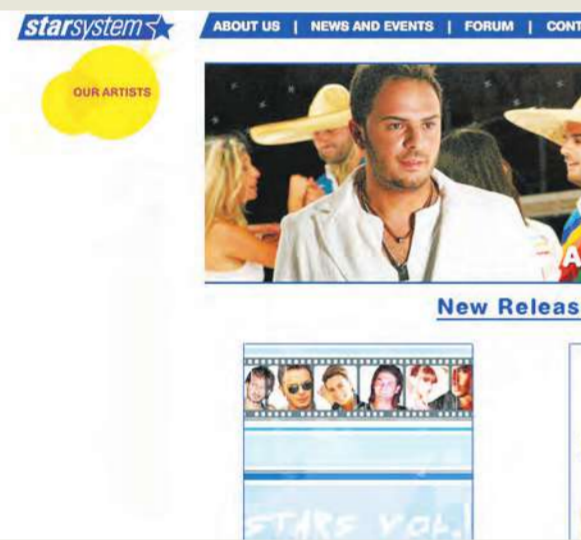 starsystem
ABOUT US | NEWS AND EVENTS | FORUM | CONT
OUR ARTISTS
A
New Releas
STARS VOL.